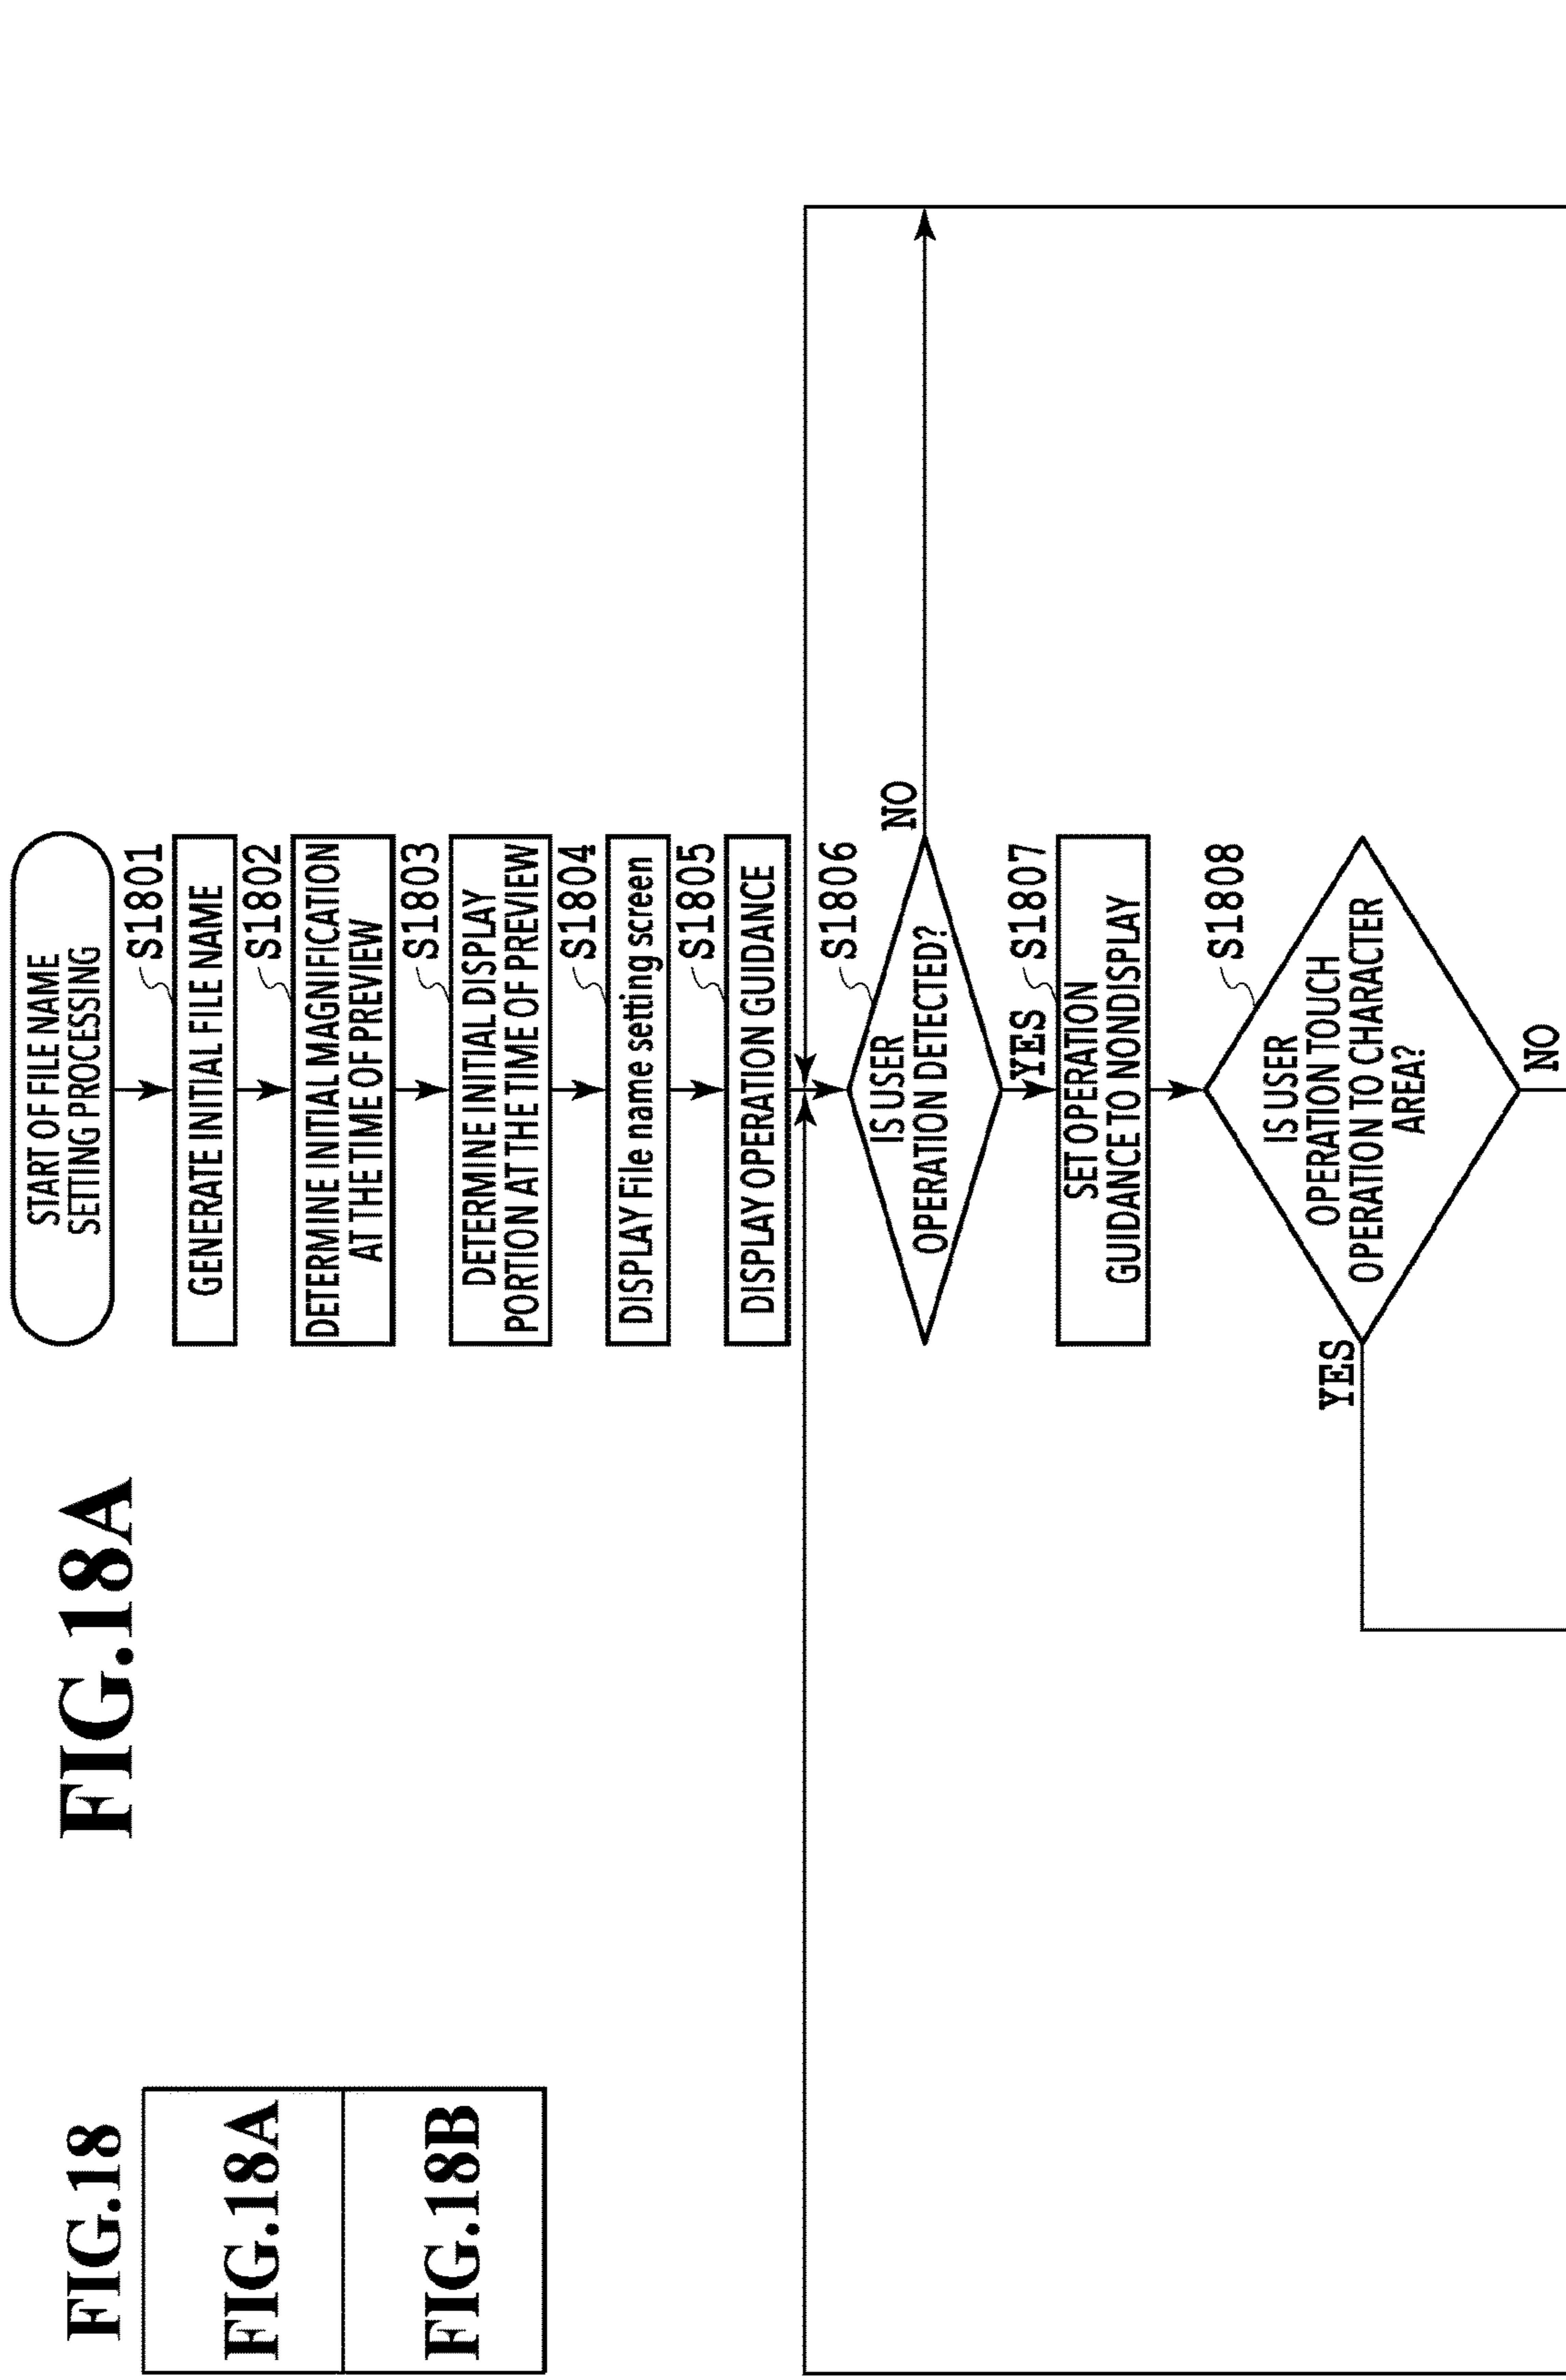 FIG.18
FIG.18A
FIG.18B
FIG.18A
START OF FILE NAME
SETTING PROCESSING
S1801
GENERATE INITIAL FILE NAME
S1802
DETERMINE INITIAL MAGNIFICATION
AT THE TIME OF PREVIEW
S1803
DETERMINE INITIAL DISPLAY
PORTION AT THE TIME OF PREVIEW
S1804
DISPLAY File name setting screen
S1805
DISPLAY OPERATION GUIDANCE
S1806
IS USER
OPERATION DETECTED?
NO
YES
S1807
SET OPERATION
GUIDANCE TO NONDISPLAY
S1808
IS USER
OPERATION TOUCH
OPERATION TO CHARACTER
AREA?
YES
NO